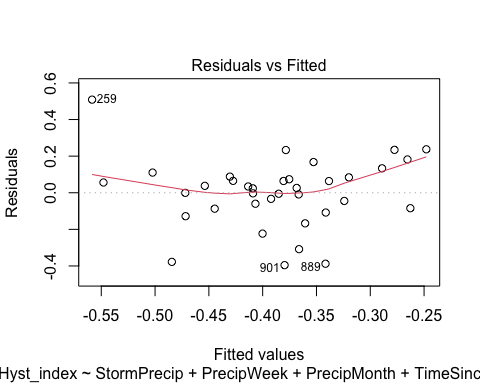 Residuals vs Fitted
Residuals
0.6
0.4
0.2
0.0
-0.4
259
901
889
-0.55 -0.50 -0.45 -0.40 -0.35 -0.30 -0.25
Fitted values
Hyst_index ~ StormPrecip + PrecipWeek + PrecipMonth + TimeSinc